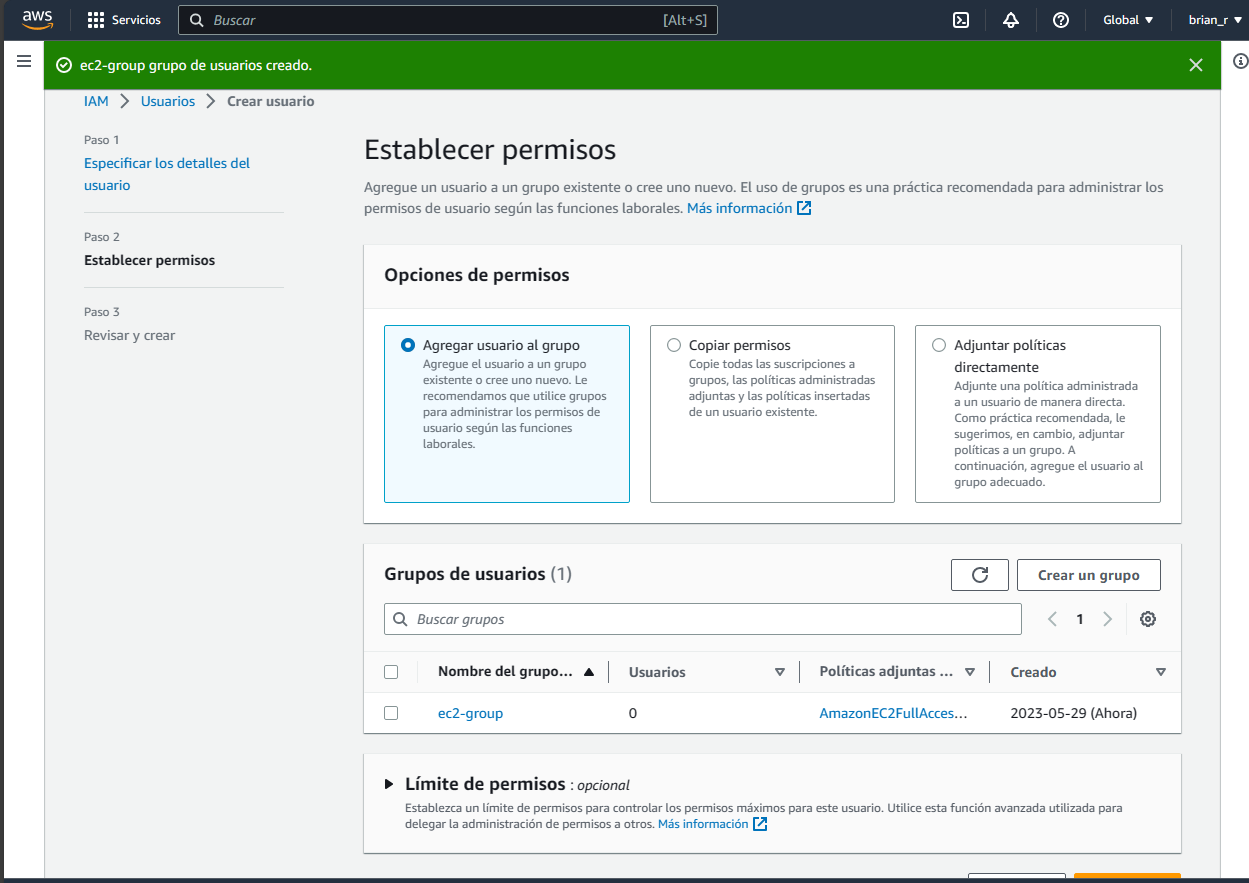 aws
Servicios
Buscar
[Alt+S]
Global
brian_r
ec2-group grupo de usuarios creado.
IAM
Usuarios
Crear usuario
Paso 1
Especificar los detalles del
usuario
Paso 2
Establecer permisos
Paso 3
Revisar y crear
Establecer permisos
Agregue un usuario a un grupo existente o cree uno nuevo. El uso de grupos es una práctica recomendada para administrar los
permisos de usuario según las funciones laborales. Más información
Opciones de permisos
Agregar usuario al grupo
Agregue el usuario a un grupo
existente o cree uno nuevo. Le
recomendamos que utilice grupos
para administrar los permisos de
usuario según las funciones
laborales.
Copiar permisos
Copie todas las suscripciones a
grupos, las políticas administradas
adjuntas y las políticas insertadas
de un usuario existente.
Adjuntar políticas
directamente
Adjunte una política administrada
a un usuario de manera directa.
Como práctica recomendada, le
sugerimos, en cambio, adjuntar
políticas a un grupo. A
continuación, agregue el usuario al
grupo adecuado.
Grupos de usuarios (1)
Crear un grupo
Buscar grupos
1
Nombre del grupo...
Usuarios
Políticas adjuntas ...
Creado
ec2-group
0
AmazonEC2FullAcces...
2023-05-29 (Ahora)
Límite de permisos : opcional
Establezca un límite de permisos para controlar los permisos máximos para este usuario. Utilice esta función avanzada utilizada para
delegar la administración de permisos a otros. Más información